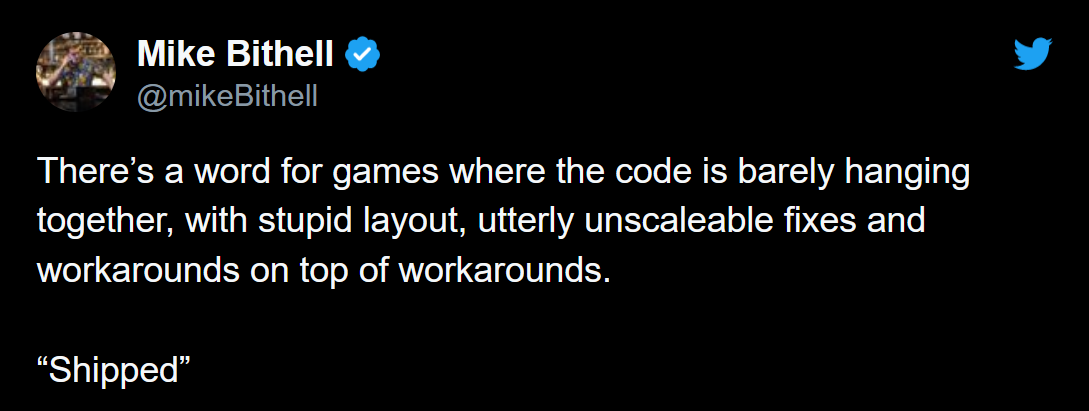 Mike Bithell
@mikeBithell
There’s a word for games where the code is barely hanging
together, with stupid layout, utterly unscaleable fixes and
workarounds on top of workarounds.
“Shipped”